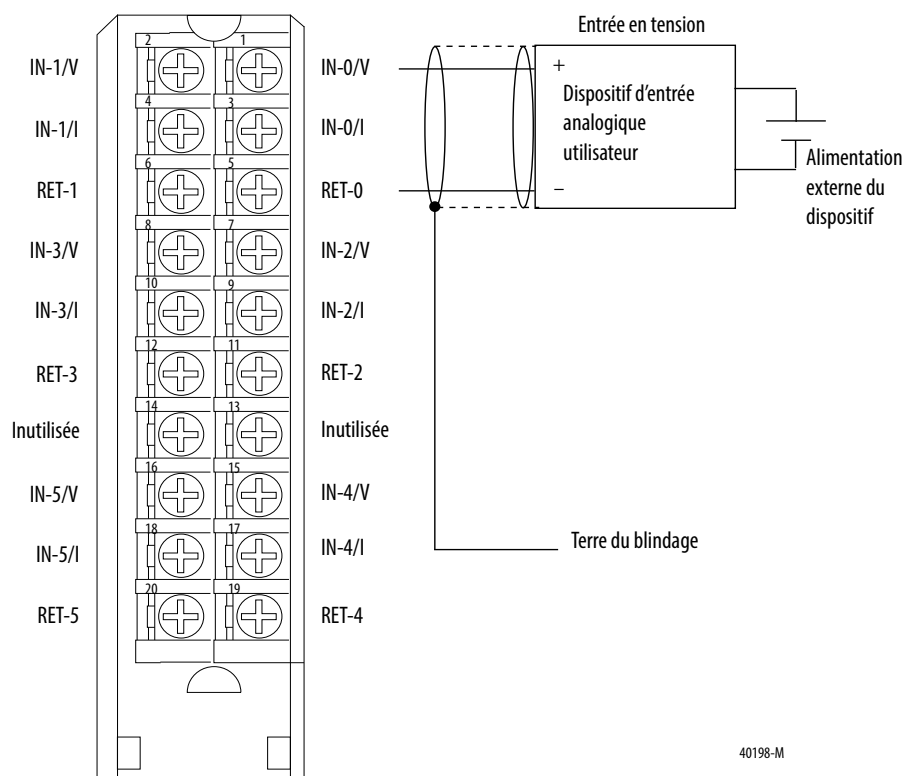 Entrée en tension
2 1
IN-1/V IN-0/V +
Dispositif d'entrée
analogique
utilisateur
4 3
IN-1/I IN-0/I
Alimentation
externe du
dispositif
6 5
RET-1 RET-0 –
8 7
IN-3/V IN-2/V
10 9
IN-3/I IN-2/I
12 11
RET-3 RET-2
14 13
Inutilisée Inutilisée
16 15
IN-5/V IN-4/V
18 17
IN-5/I IN-4/I
Terre du blindage
20 19
RET-5 RET-4
40198-M